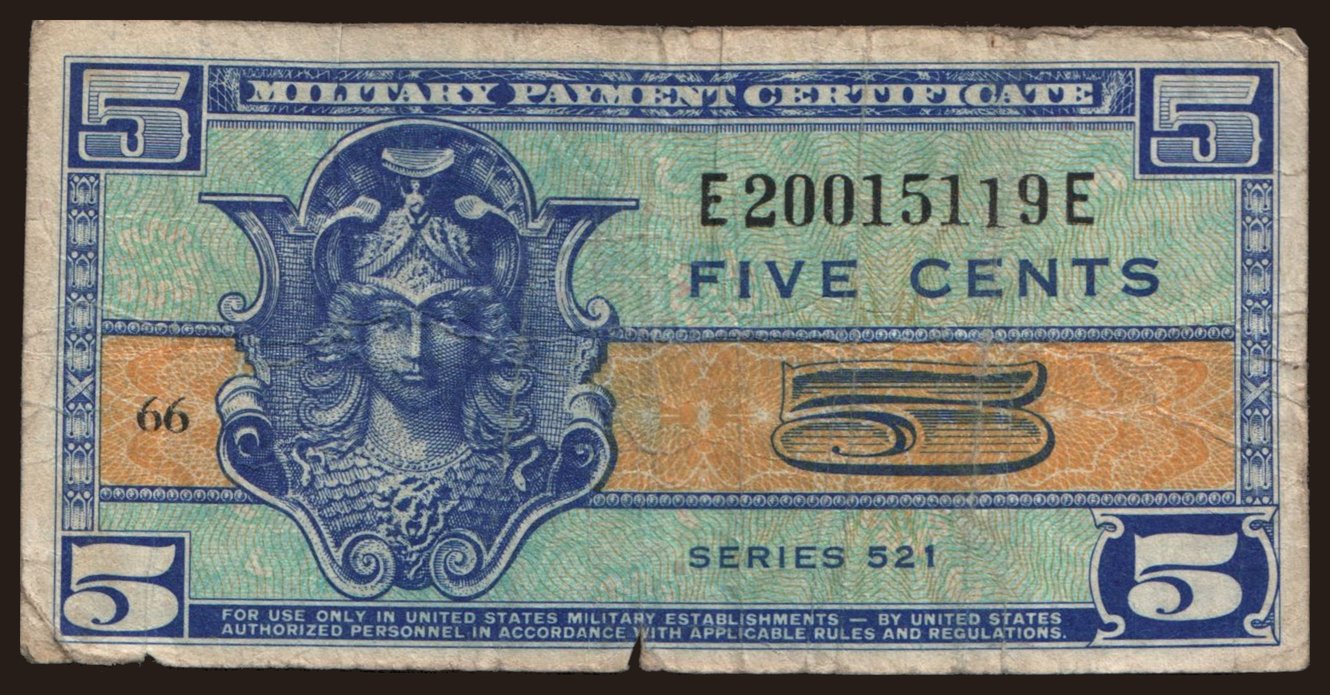 5 MILITARY PAYMENT CERTIFICATE 5
E20015119E
FIVE CENTS
66
5
SERIES 521
5 5
FOR USE ONLY IN UNITED STATES MILITARY ESTABLISHMENTS — BY UNITED STATES
AUTHORIZED PERSONNEL IN ACCORDANCE WITH APPLICABLE RULES AND REGULATIONS.